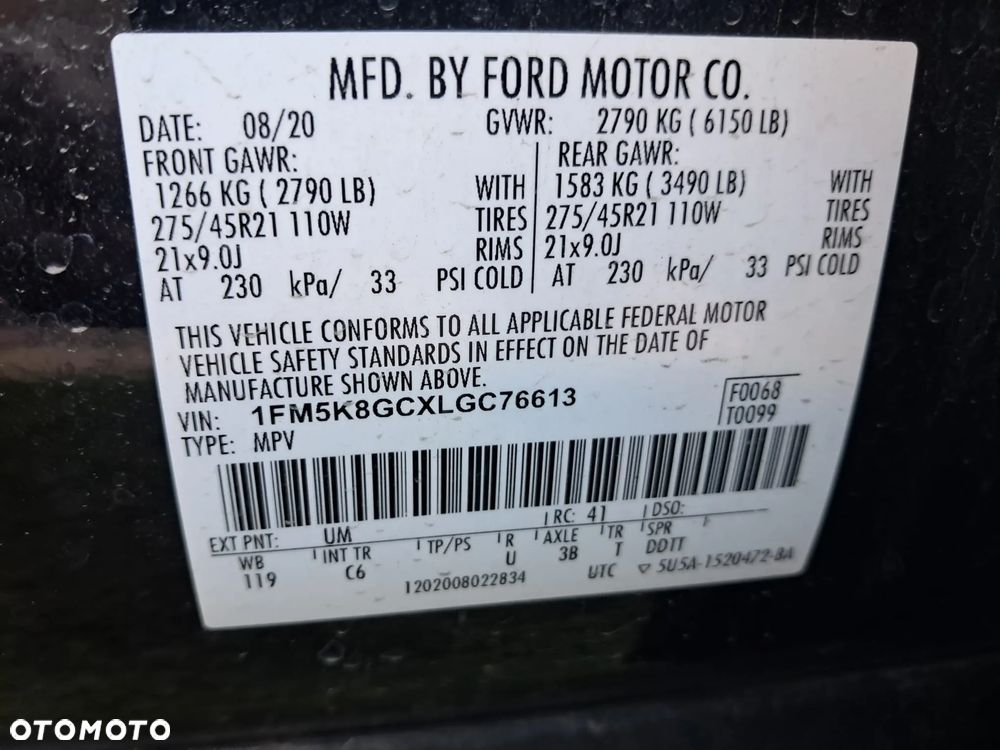 MFD. BY FORD MOTOR CO.
DATE: 08/20 GVWR: 2790 KG ( 6150 LB)
FRONT GAWR: REAR GAWR:
1266 KG ( 2790 LB) WITH 1583 KG ( 3490 LB) WITH
275/45R21 110W TIRES 275/45R21 110W TIRES
21x9.0J RIMS 21x9.0J RIMS
AT 230 kPa/ 33 PSI COLD AT 230 kPa/ 33 PSI COLD
THIS VEHICLE CONFORMS TO ALL APPLICABLE FEDERAL MOTOR
VEHICLE SAFETY STANDARDS IN EFFECT ON THE DATE OF
MANUFACTURE SHOWN ABOVE.
VIN: 1FM5K8GCXLGC76613 F0068
TYPE: MPV T0099
EXT PNT: UM RC: 41 DSO:
WB INT TR TP/PS R AXLE TR SPR
119 C6 U 3B T DDTT
1202008022834 UTC ▽ 5U5A-1520472-BA
OTOMOTO